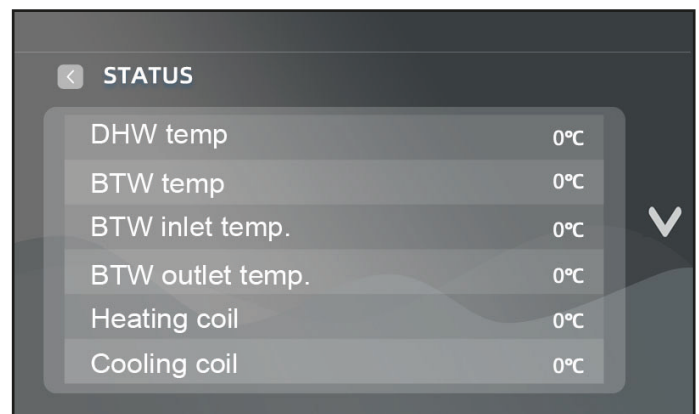 STATUS
DHW temp 0℃
BTW temp 0℃
BTW inlet temp. 0℃
BTW outlet temp. 0℃
Heating coil 0℃
Cooling coil 0℃